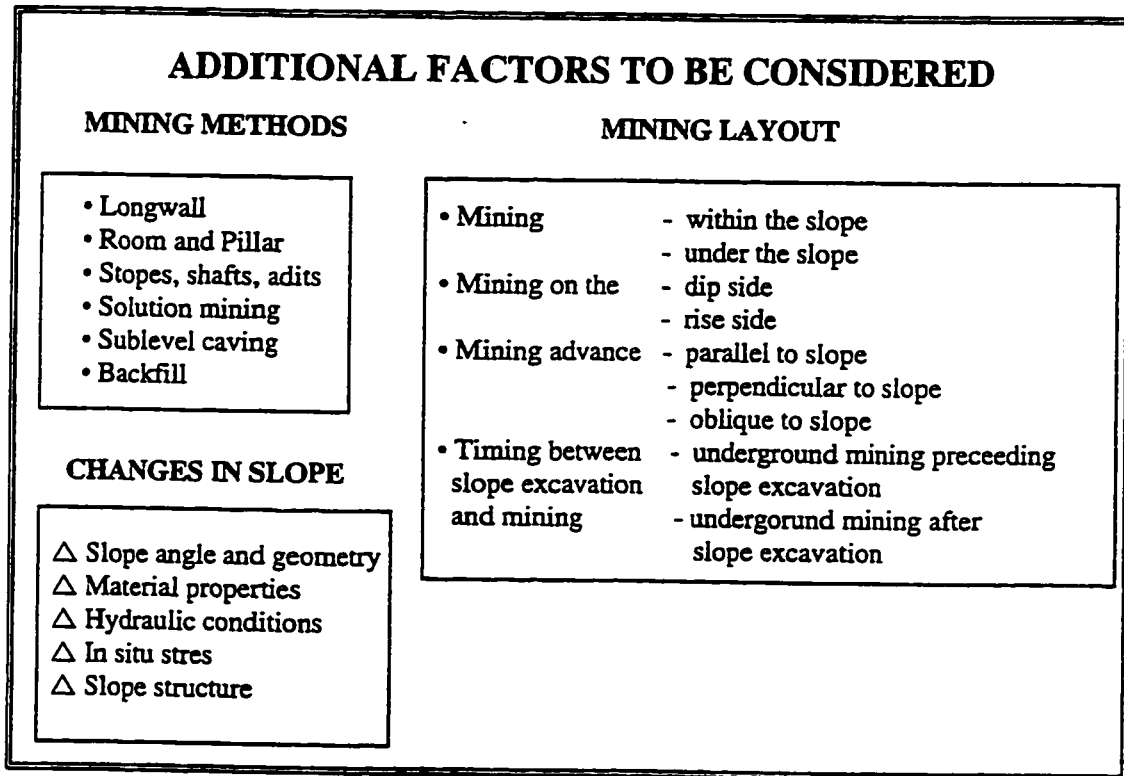 ADDITIONAL FACTORS TO BE CONSIDERED
MINING METHODS
• Longwall
• Room and Pillar
• Stopes, shafts, adits
• Solution mining
• Sublevel caving
• Backfill
CHANGES IN SLOPE
△ Slope angle and geometry
△ Material properties
△ Hydraulic conditions
△ In situ stres
△ Slope structure
MINING LAYOUT
• Mining - within the slope
- under the slope
• Mining on the - dip side
- rise side
• Mining advance - parallel to slope
- perpendicular to slope
- oblique to slope
• Timing between - underground mining preceeding
slope excavation slope excavation
and mining - undergorund mining after
slope excavation